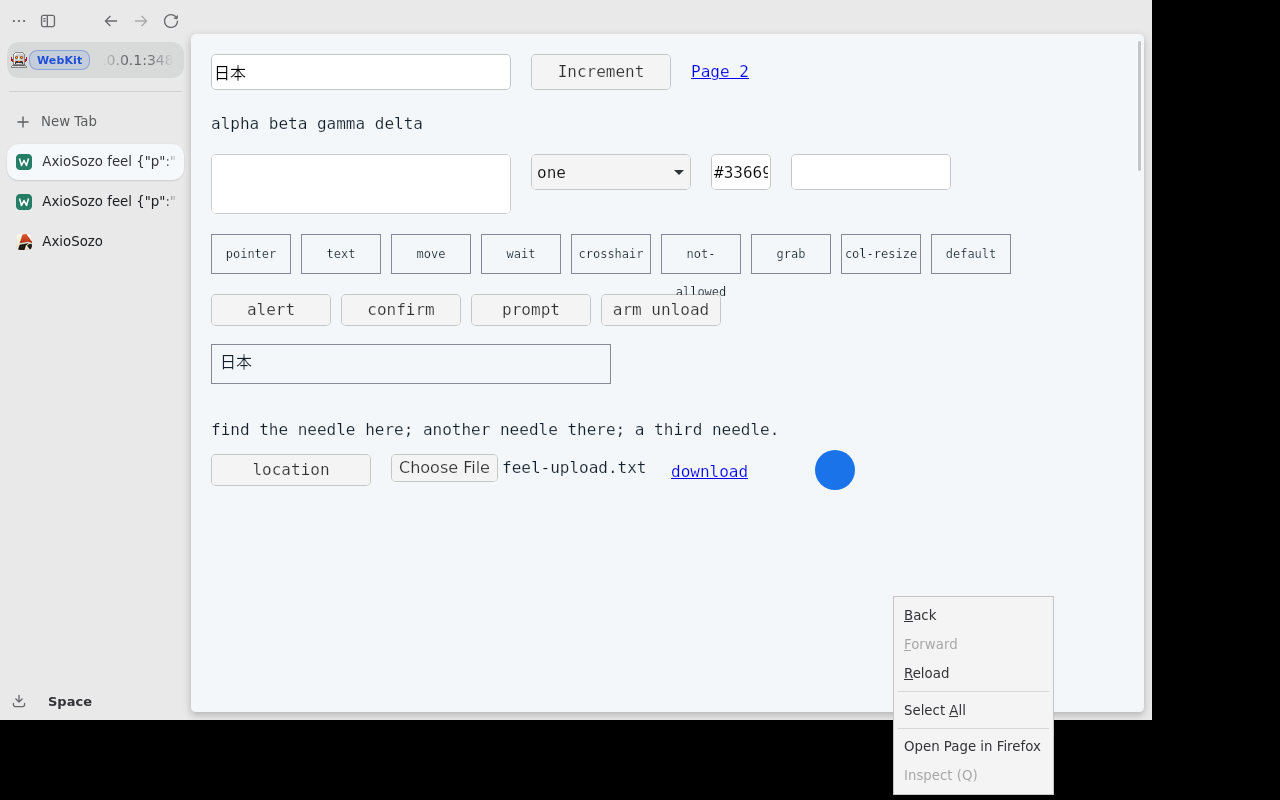 WebKit
.0.0.1:348
New Tab
AxioSozo feel {"p":"
AxioSozo feel {"p":"
AxioSozo
Space
日本
Increment
Page 2
alpha beta gamma delta
one
#33669
pointer
text
move
wait
crosshair
not-allowed
grab
col-resize
default
alert
confirm
prompt
arm unload
日本
find the needle here; another needle there; a third needle.
location
Choose File feel-upload.txt
download
Back
Forward
Reload
Select All
Open Page in Firefox
Inspect (Q)